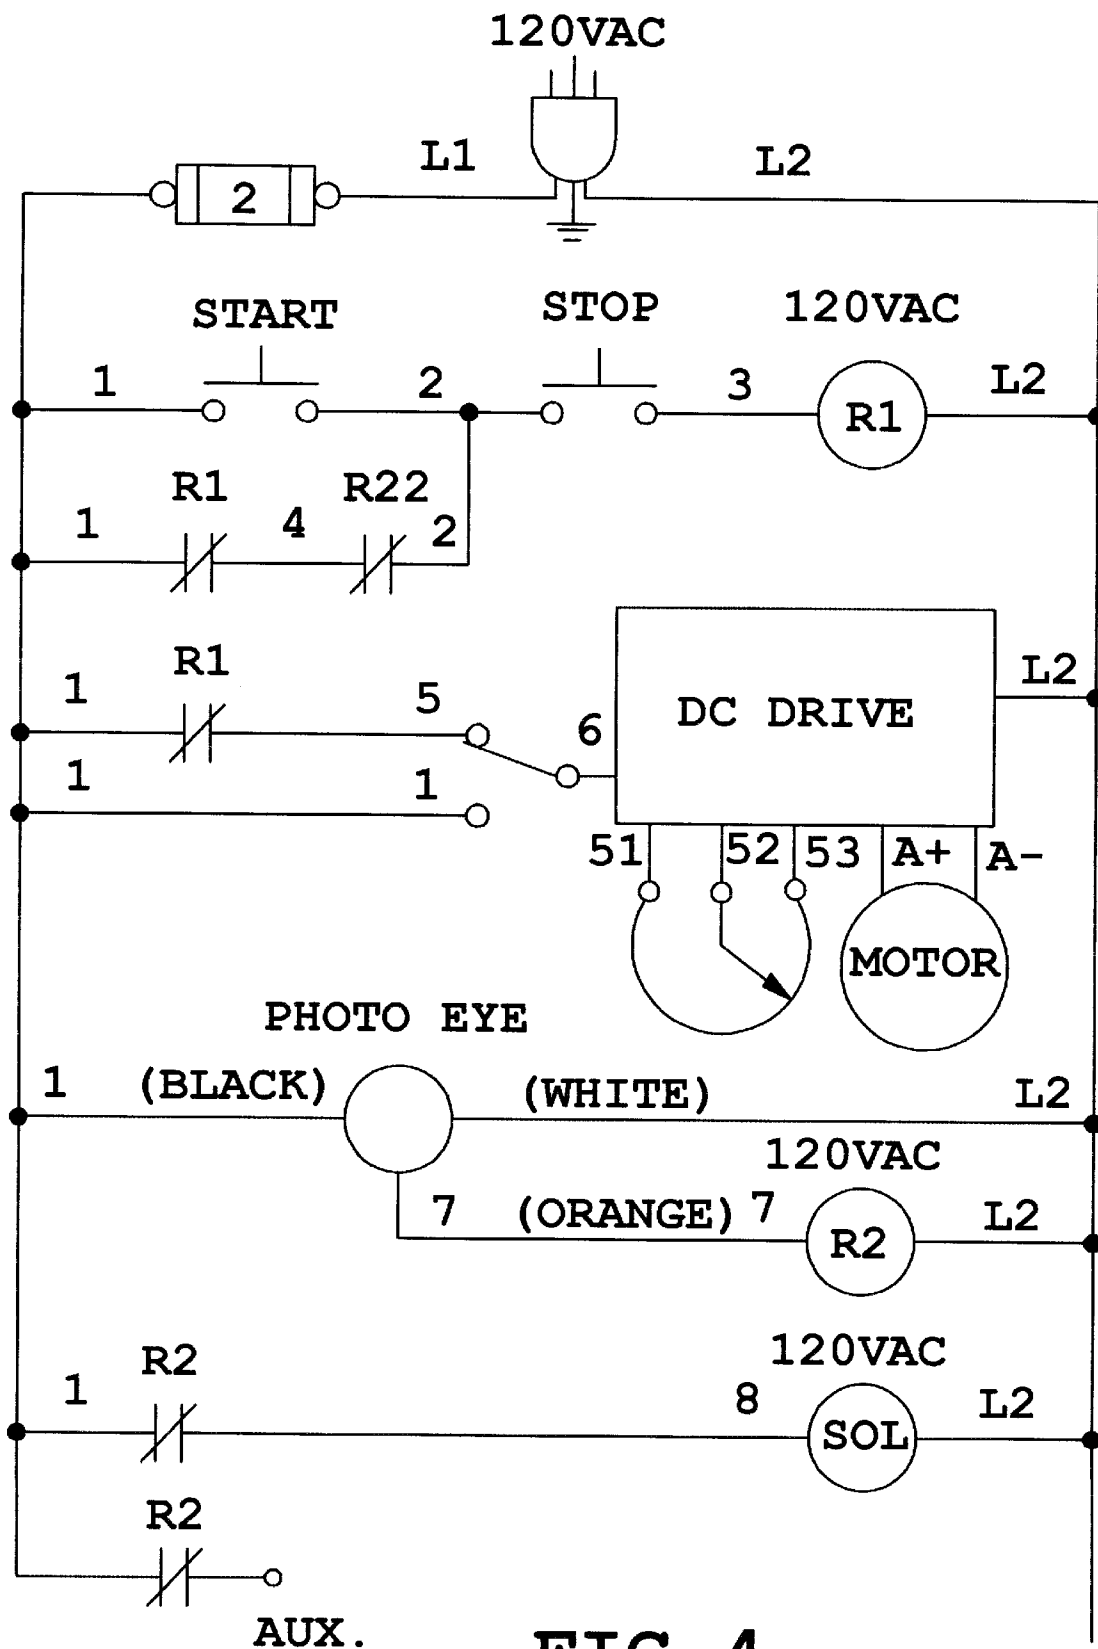 120VAC
L1 L2
2
START STOP 120VAC
1 2 3 R1 L2
R1 R22
1 4 2
R1
1 5 6 DC DRIVE L2
1 1
51 52 53 A+ A-
MOTOR
PHOTO EYE
1 (BLACK) (WHITE) L2
120VAC
7 (ORANGE) 7 R2 L2
R2 120VAC
1 8 SOL L2
R2
AUX.
FIG 4